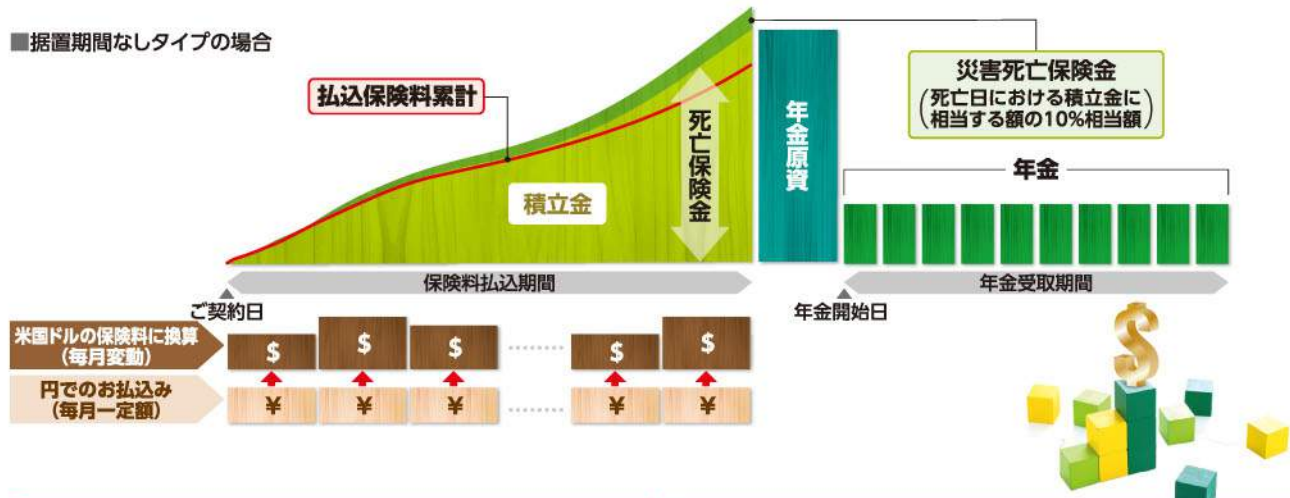 ■据置期間なしタイプの場合
払込保険料累計
災害死亡保険金
(死亡日における積立金に
相当する額の10%相当額)
死亡保険金
年金原資
積立金
年金
保険料払込期間
年金受取期間
ご契約日
年金開始日
米国ドルの保険料に換算
(毎月変動)
$ $ $ ……… $ $
円でのお払込み
(毎月一定額)
¥ ¥ ¥ ……… ¥ ¥
$